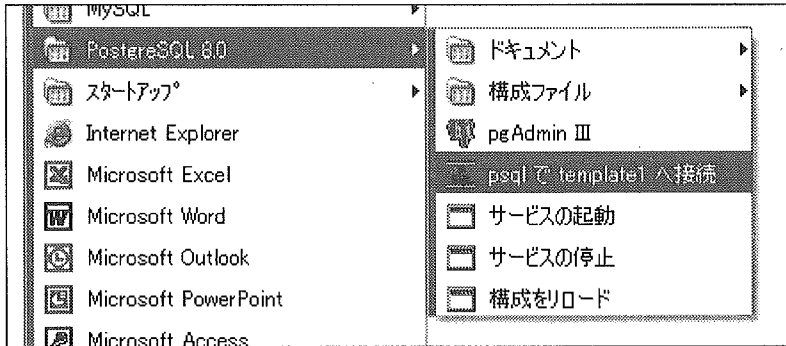 MySQL
PostgreSQL 8.0
スタートアップ
Internet Explorer
Microsoft Excel
Microsoft Word
Microsoft Outlook
Microsoft PowerPoint
Microsoft Access
ドキュメント
構成ファイル
pgAdmin III
psql で template1 へ接続
サービスの起動
サービスの停止
構成をリロード